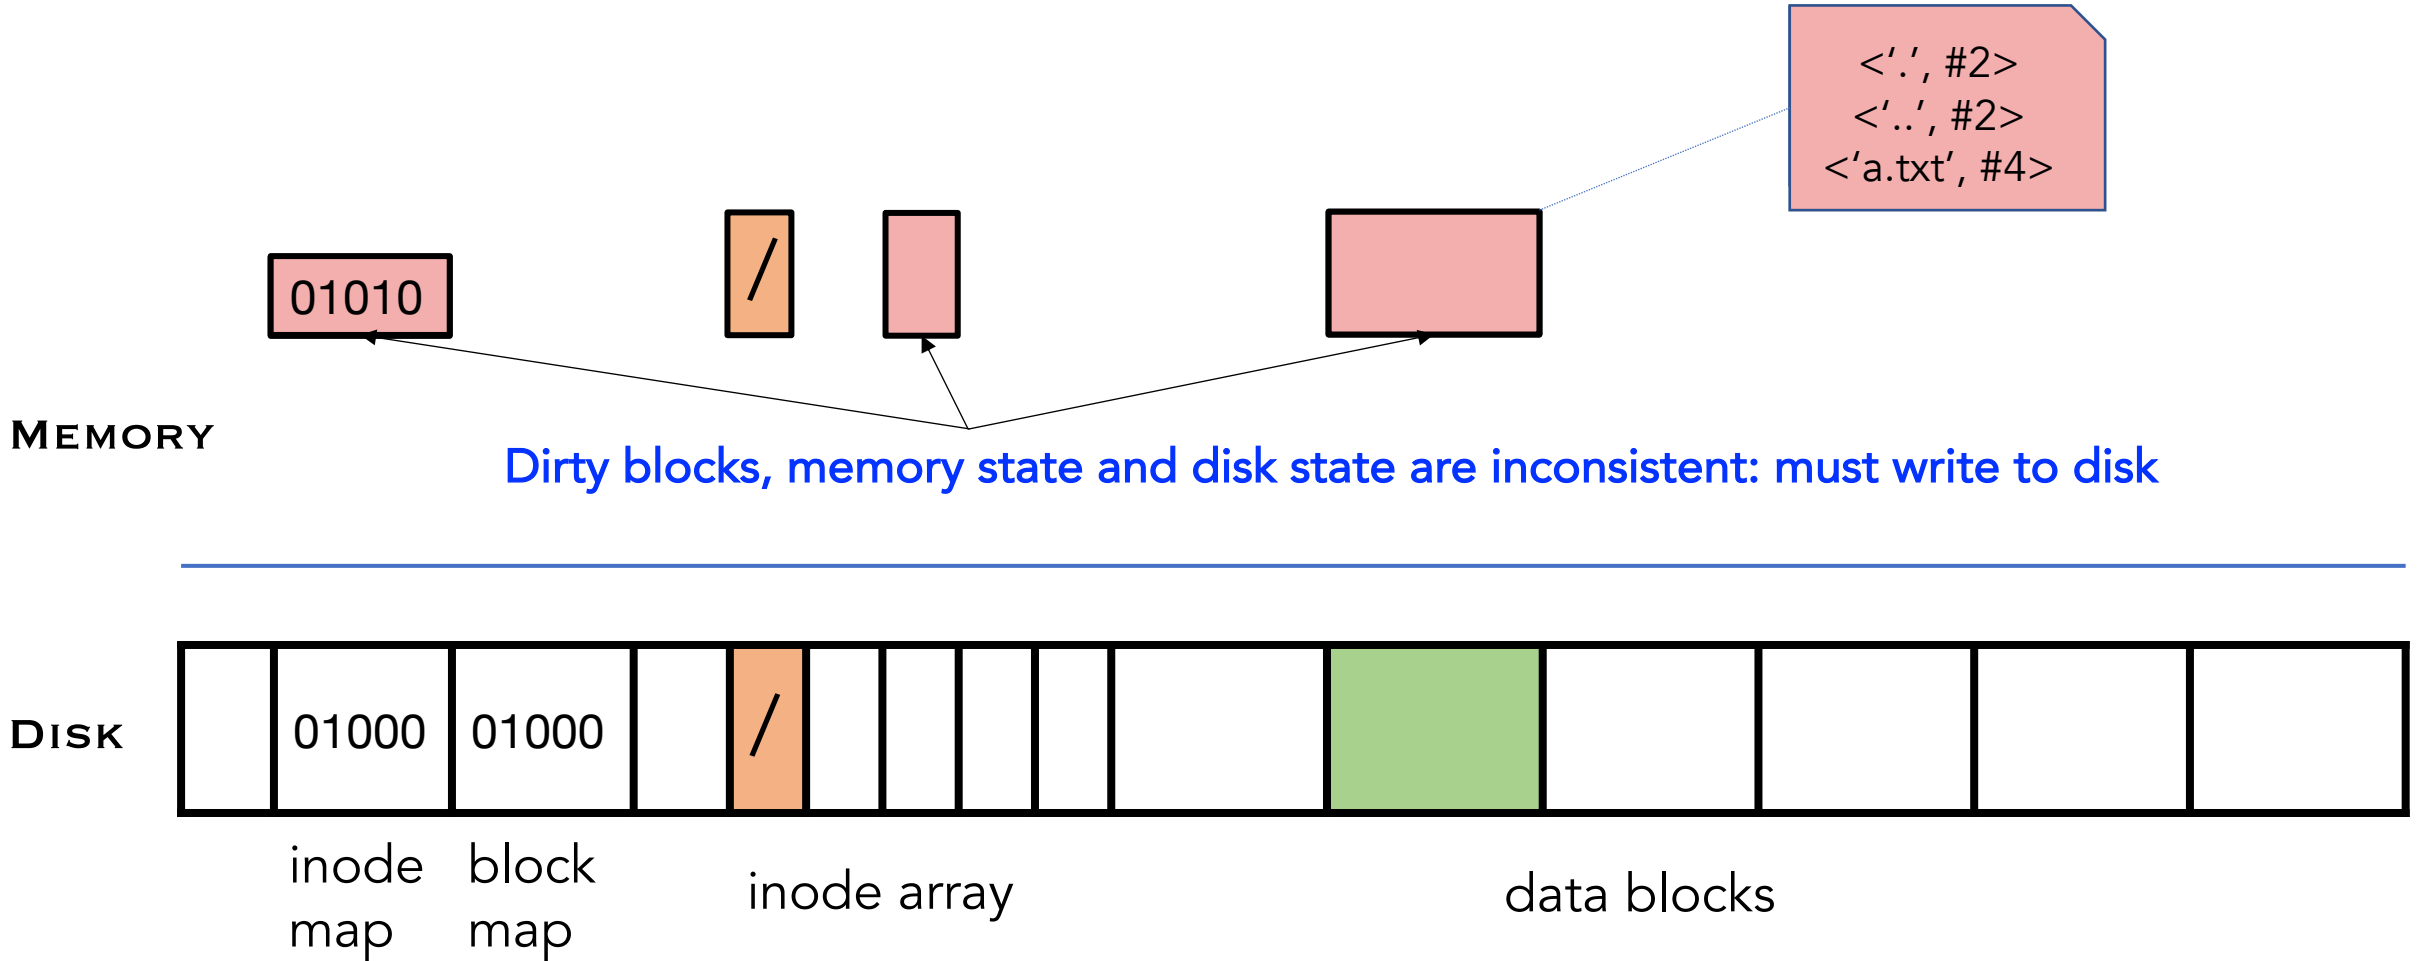 <‘.’, #2>
<‘..’, #2>
<‘a.txt’, #4>
01010
/
MEMORY
Dirty blocks, memory state and disk state are inconsistent: must write to disk
DISK
01000
01000
/
inode
map
block
map
inode array
data blocks